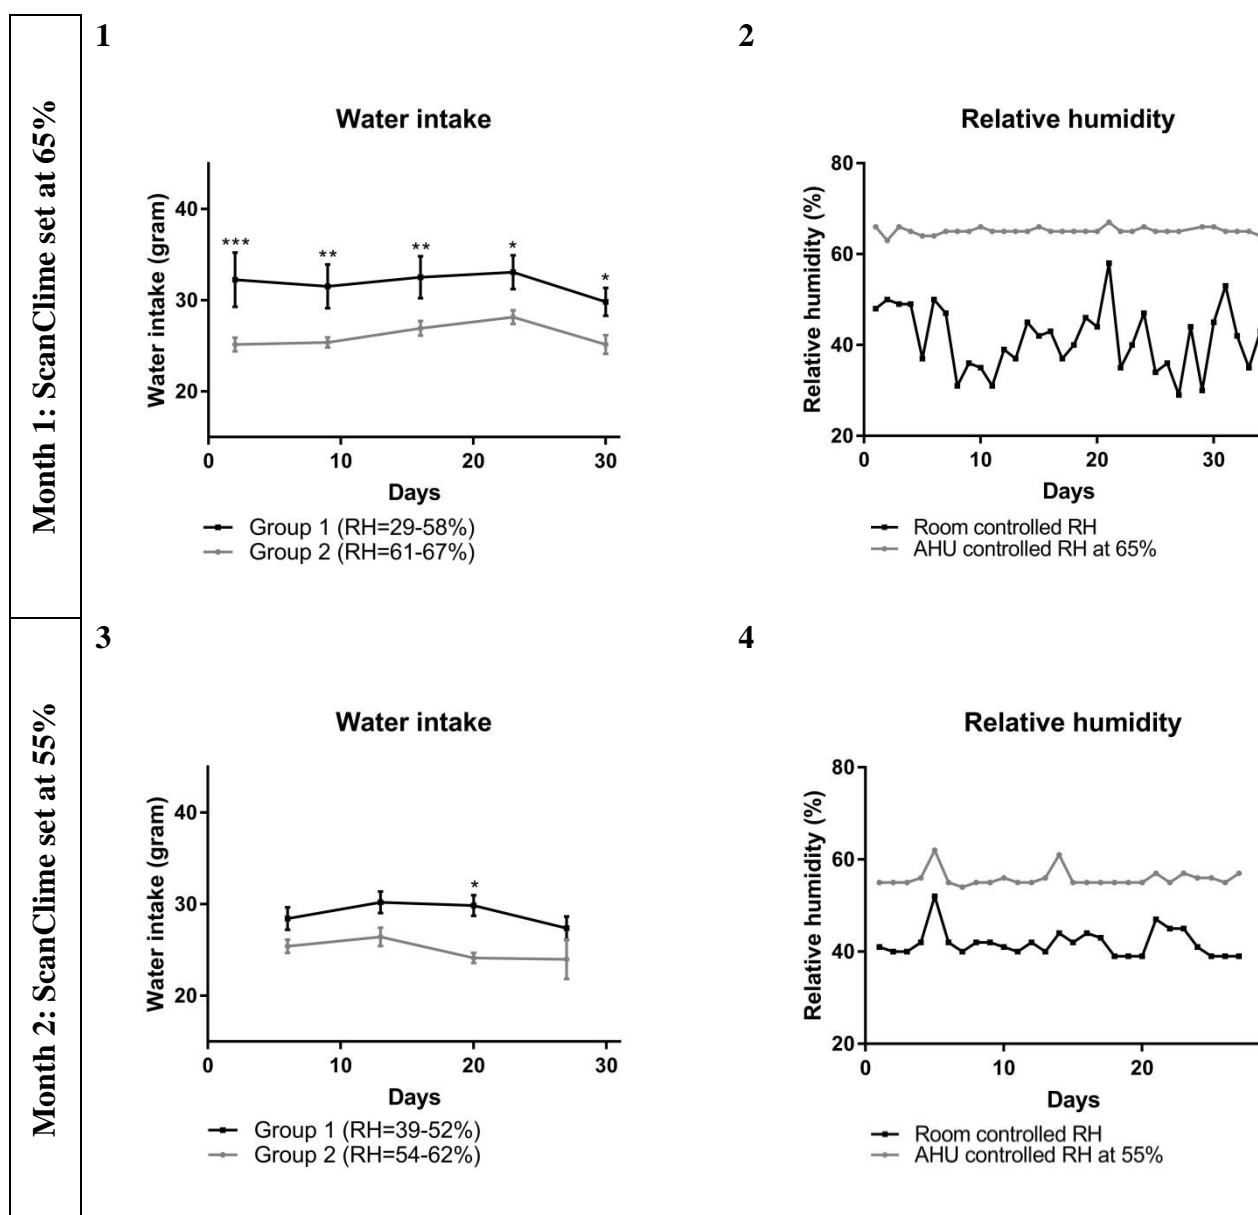 Month 1: ScanClime set at 65%
1
Water intake
Water intake (gram)
40
30
20
***
**
**
*
*
0 10 20 30
Days
Group 1 (RH=29-58%)
Group 2 (RH=61-67%)
2
Relative humidity
Relative humidity (%)
80
60
40
20
0 10 20 30
Days
Room controlled RH
AHU controlled RH at 65%
Month 2: ScanClime set at 55%
3
Water intake
Water intake (gram)
40
30
20
*
0 10 20 30
Days
Group 1 (RH=39-52%)
Group 2 (RH=54-62%)
4
Relative humidity
Relative humidity (%)
80
60
40
20
0 10 20
Days
Room controlled RH
AHU controlled RH at 55%